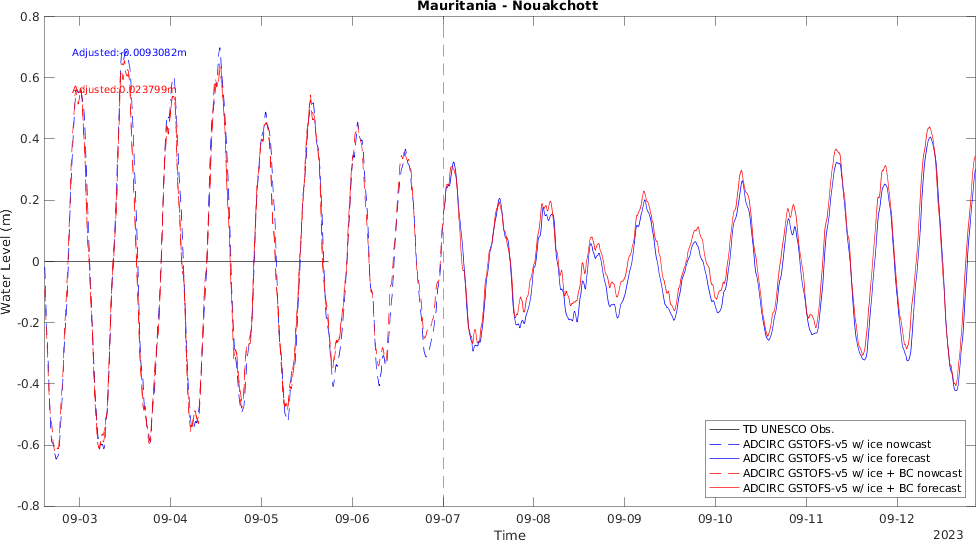 Mauritania - Nouakchott
0.8
0.6
0.4
0.2
0
-0.2
-0.4
-0.6
-0.8
Water Level (m)
Adjusted:-0.0093082m
Adjusted:0.023799m
TD UNESCO Obs.
ADCIRC GSTOFS-v5 w/ ice nowcast
ADCIRC GSTOFS-v5 w/ ice forecast
ADCIRC GSTOFS-v5 w/ ice + BC nowcast
ADCIRC GSTOFS-v5 w/ ice + BC forecast
09-03 09-04 09-05 09-06 09-07 09-08 09-09 09-10 09-11 09-12
Time
2023